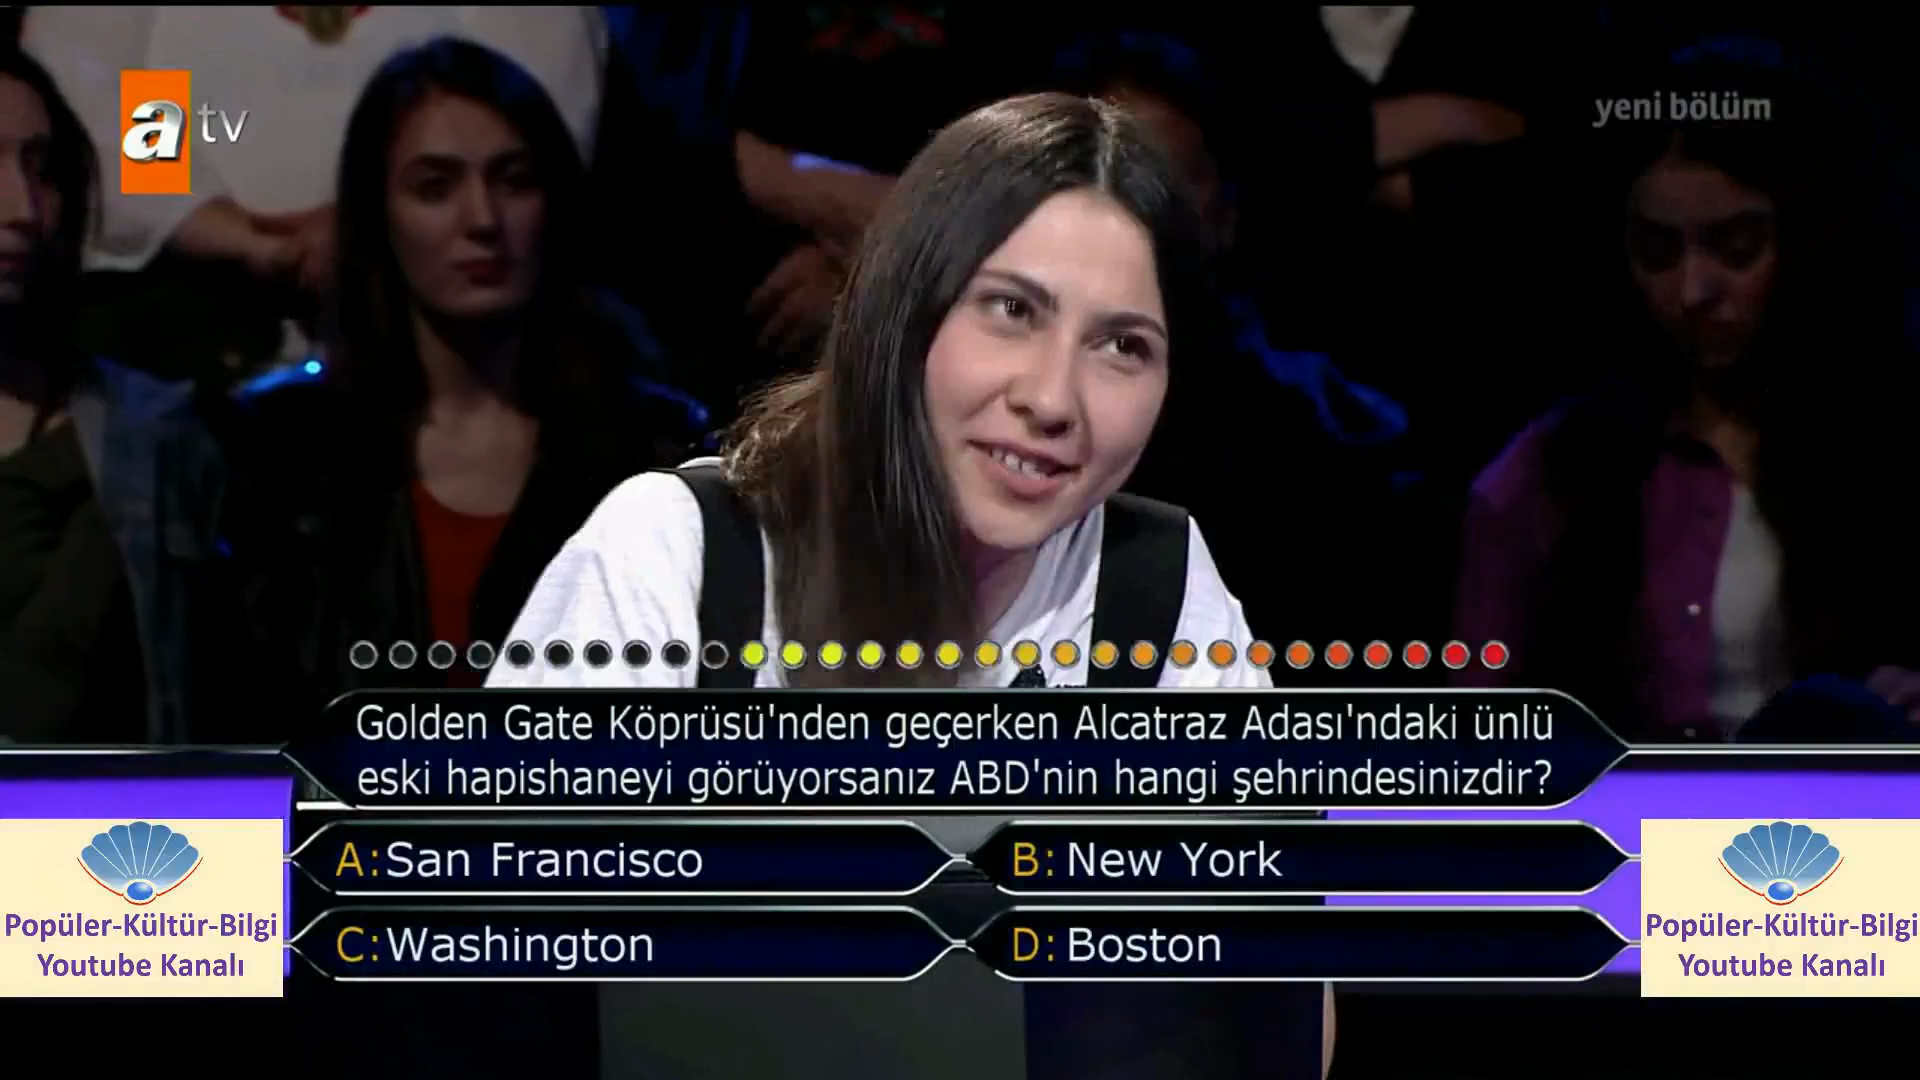 a tv
yeni bölüm
Golden Gate Köprüsü'nden geçerken Alcatraz Adası'ndaki ünlü
eski hapishaneyi görüyorsanız ABD'nin hangi şehrindesinizdir?
A: San Francisco
B: New York
C: Washington
D: Boston
Popüler-Kültür-Bilgi
Youtube Kanalı
Popüler-Kültür-Bilgi
Youtube Kanalı